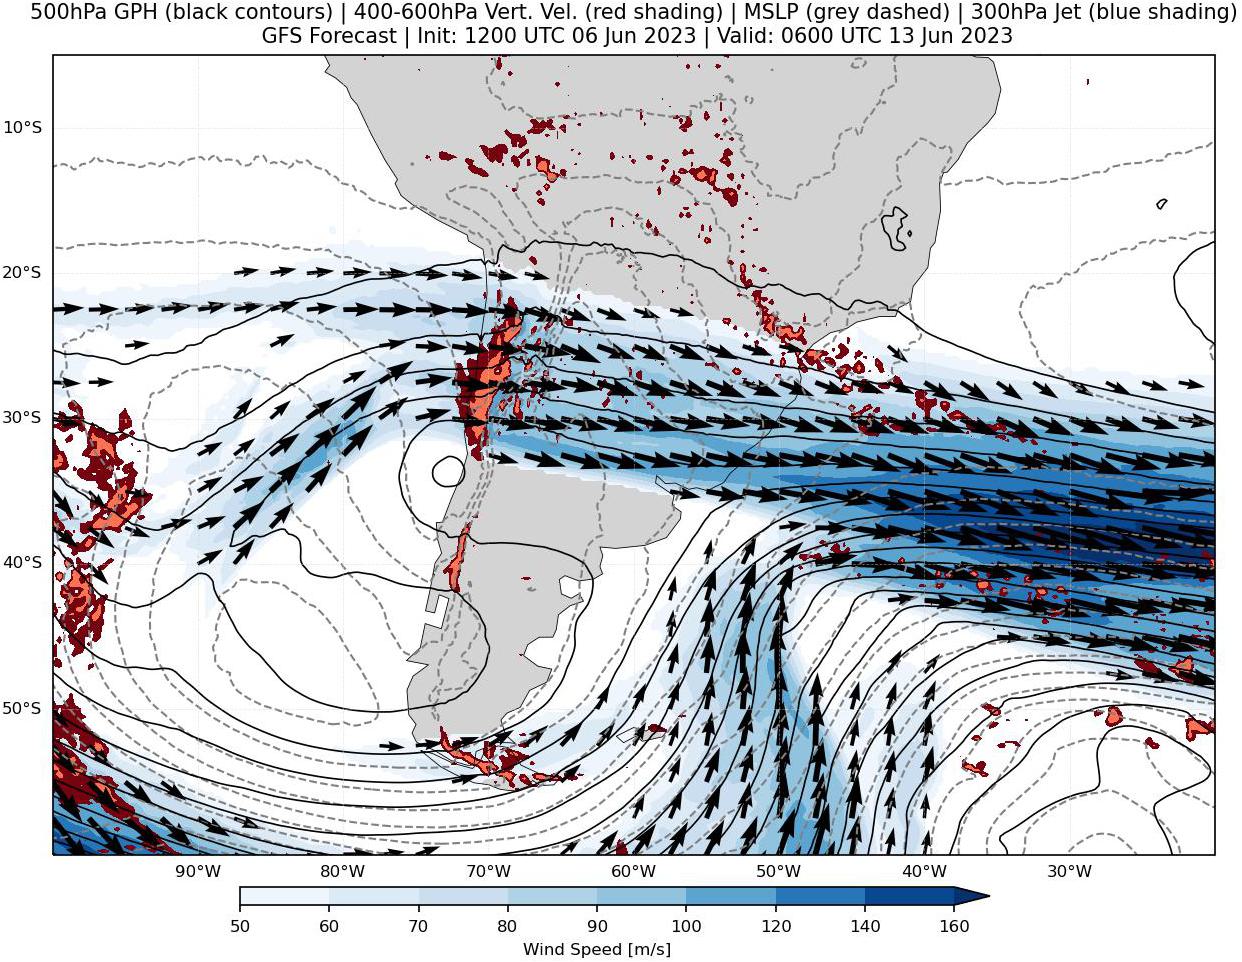 500hPa GPH (black contours) | 400-600hPa Vert. Vel. (red shading) | MSLP (grey dashed) | 300hPa Jet (blue shading)
GFS Forecast | Init: 1200 UTC 06 Jun 2023 | Valid: 0600 UTC 13 Jun 2023
10°S
20°S
30°S
40°S
50°S
90°W 80°W 70°W 60°W 50°W 40°W 30°W
50 60 70 80 90 100 120 140 160
Wind Speed [m/s]